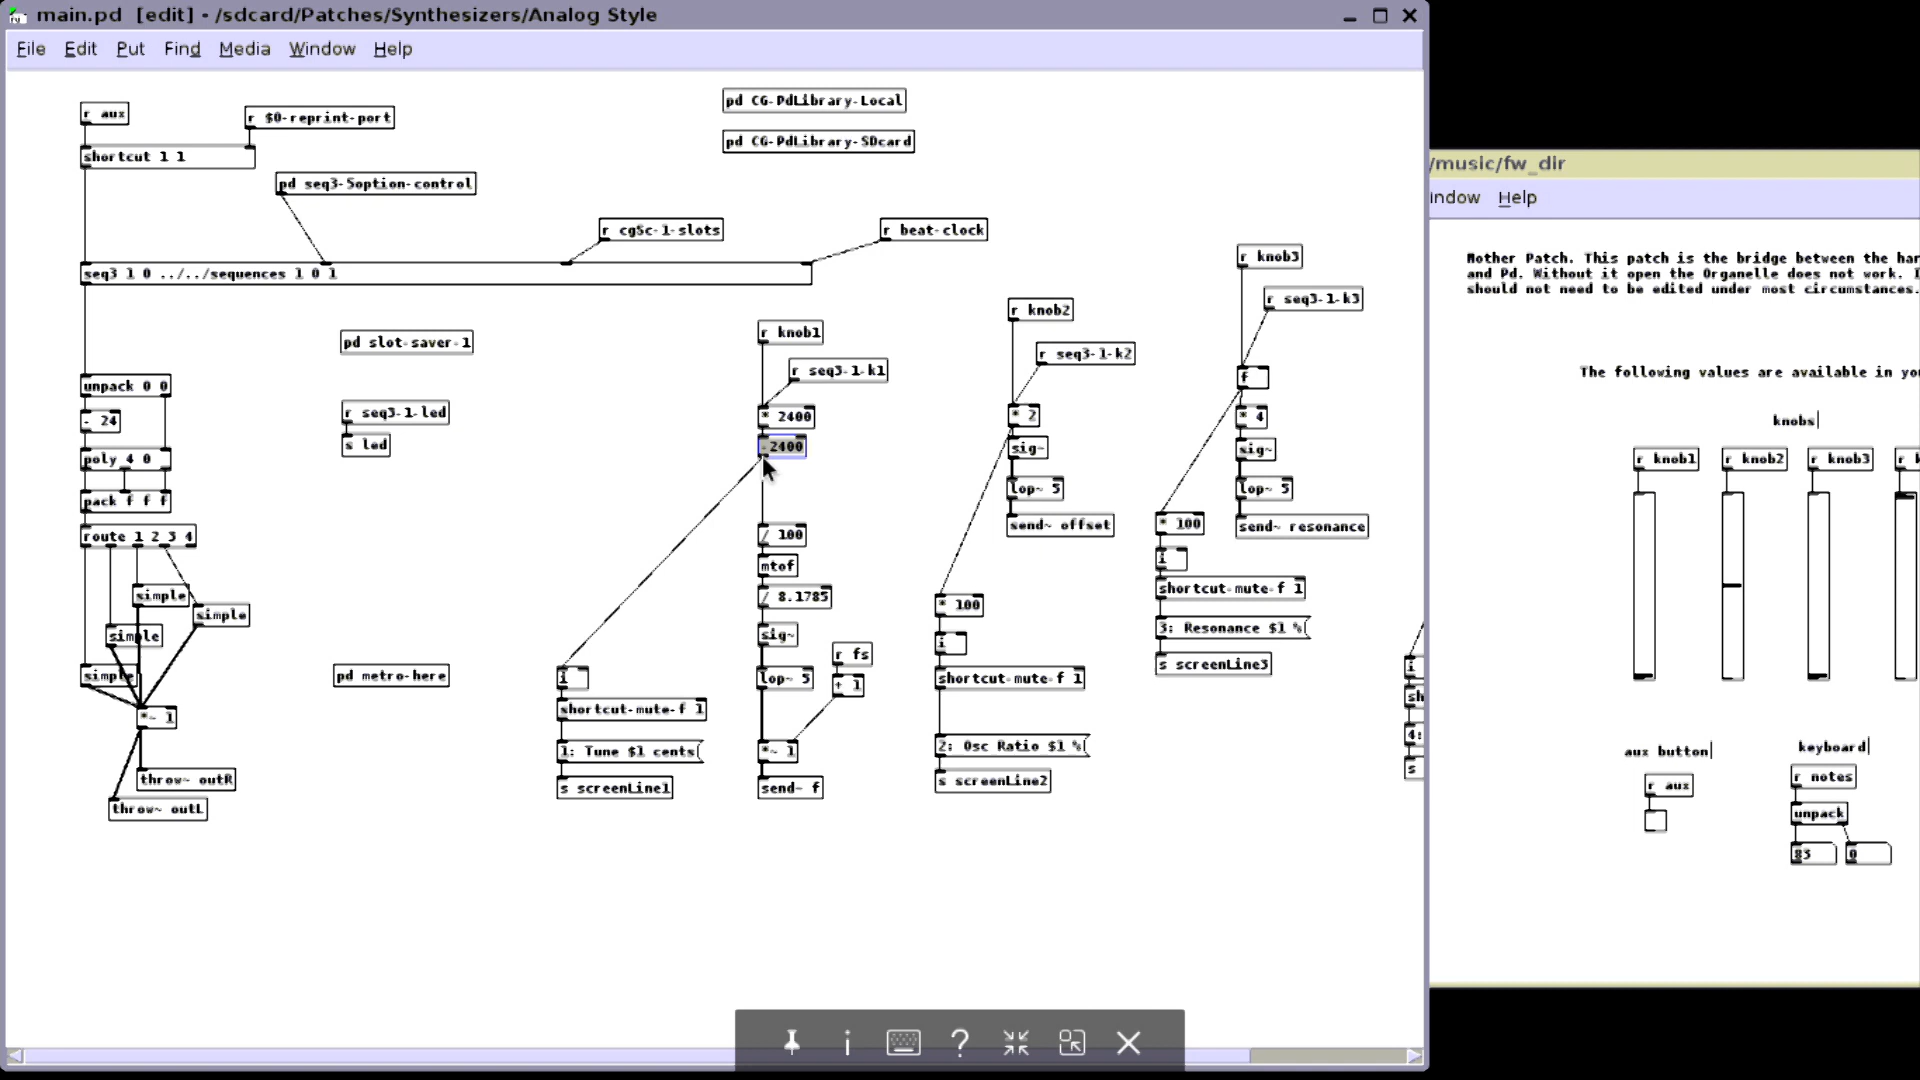 main.pd [edit] - /sdcard/Patches/Synthesizers/Analog Style
File Edit Put Find Media Window Help
pd CG-PdLibrary-Local
r aux
r $0-reprint-port
pd CG-PdLibrary-SDcard
shortcut 1 1
pd seq3-5option-control
r cg5c-1-slots
r beat-clock
seq3 1 0 ../../sequences 1 0 1
r knob3
r seq3-1-k3
r knob2
r knob1
pd slot-saver-1
r seq3-1-k2
r seq3-1-k1
f
unpack 0 0
r seq3-1-led
* 2400
* 2
* 4
- 24
s led
-2400
sig~
sig~
poly 4 0
lop~ 5
lop~ 5
pack f f f
* 100
send~ offset
send~ resonance
route 1 2 3 4
/ 100
i
mtof
simple
/ 8.1785
* 100
shortcut-mute-f 1
simple
simple
sig~
i
3: Resonance $1 %
r fs
s screenLine3
simple
pd metro-here
i
lop~ 5
+ 1
shortcut-mute-f 1
i
shortcut-mute-f 1
sh
*~ 1
1: Tune $1 cents
*~ 1
2: Osc Ratio $1 %
4:
throw~ outR
s screenLine1
send~ f
s screenLine2
s
throw~ outL
/music/fw_dir
indow Help
Mother Patch. This patch is the bridge between the har
and Pd. Without it open the Organelle does not work. I
should not need to be edited under most circumstances.
The following values are available in you
knobs
r knob1
r knob2
r knob3
r k
aux button
keyboard
r aux
r notes
unpack
0